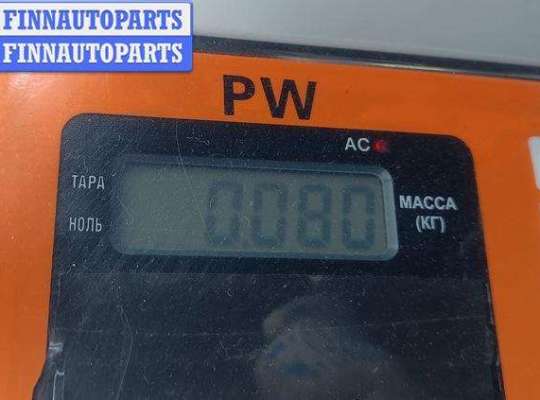 FINNAUTOPARTS
FINNAUTOPARTS
PW
AC
ТАРА
НОЛЬ
0.080
МАССА
(КГ)